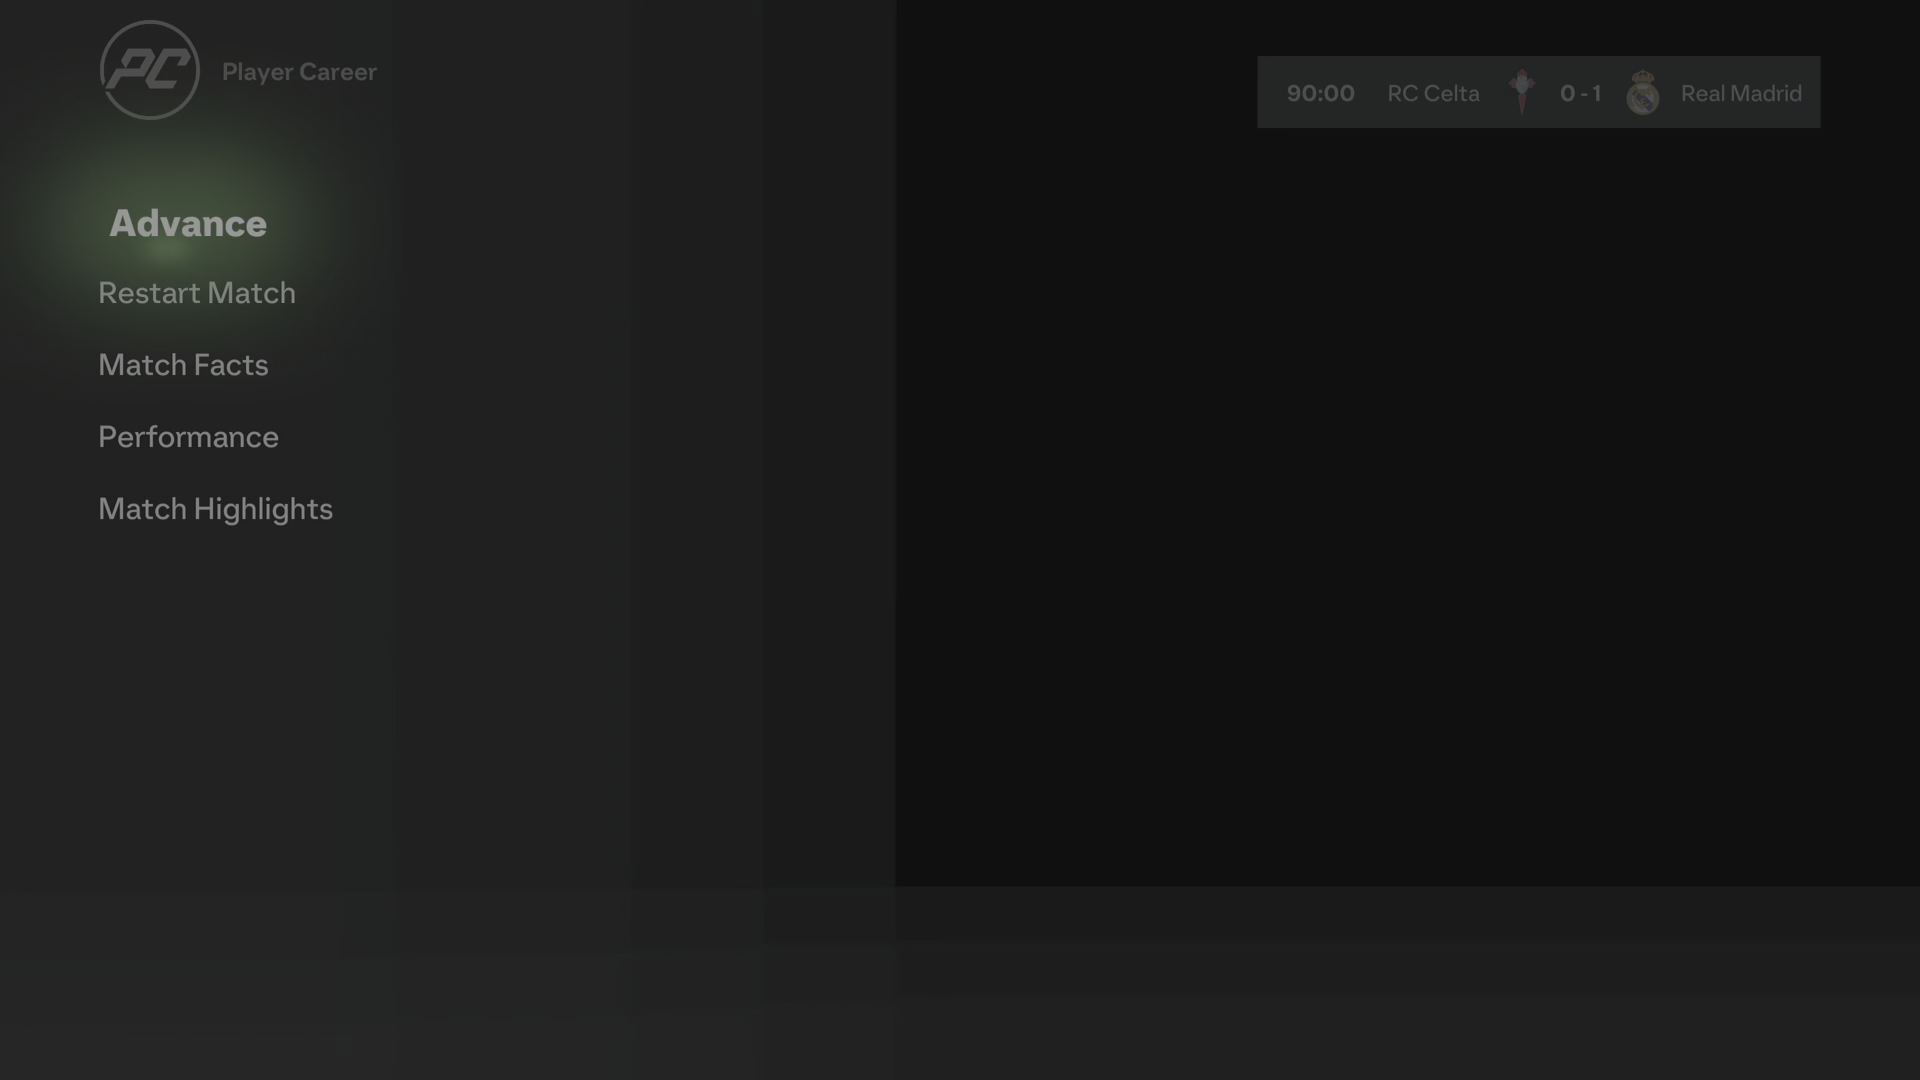 PC
Player Career
90:00 RC Celta 0 - 1 Real Madrid
Advance
Restart Match
Match Facts
Performance
Match Highlights